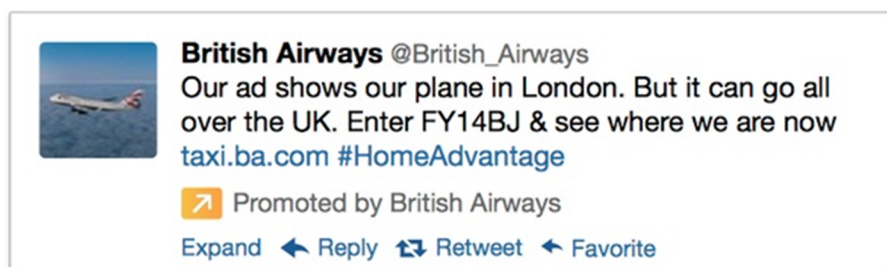 British Airways @British_Airways
Our ad shows our plane in London. But it can go all
over the UK. Enter FY14BJ & see where we are now
taxi.ba.com #HomeAdvantage
Promoted by British Airways
Expand Reply Retweet Favorite